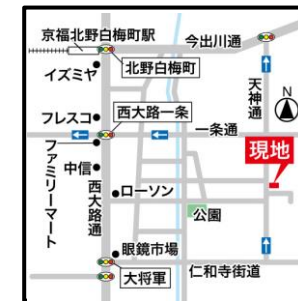 京福北野白梅町駅
今出川通
イズミヤ
北野白梅町
天神通
N
フレスコ
西大路一条
一条通
現地
ファミリーマート
中信
西大路通
ローソン
公園
眼鏡市場
大将軍
仁和寺街道